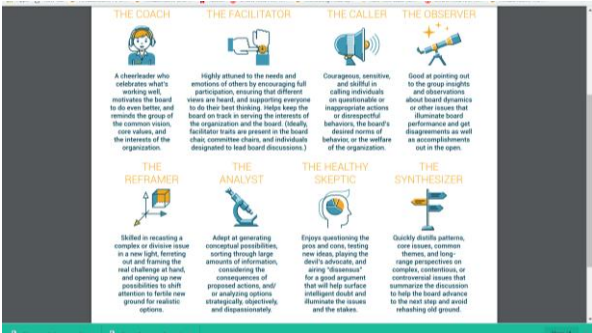 THE COACH
THE FACILITATOR
THE CALLER
THE OBSERVER
A cheerleader who
celebrates what's
working well,
motivates the board
to do even better, and
reminds the group of
the common vision,
core values, and
the interests of the
organization.
Highly attuned to the needs and
emotions of others by encouraging full
participation, ensuring that different
views are heard, and supporting everyone
to do their best thinking. Helps keep the
board on track in serving the interests of
the organization and the board. (Ideally,
facilitator traits are present in the board
chair, committee chairs, and individuals
designated to lead board discussions.)
Courageous, sensitive,
and skillful in
calling individuals
on questionable or
inappropriate actions
or disrespectful
behaviors, the board's
desired norms of
behavior, or the welfare
of the organization.
Good at pointing out
to the group insights
and observations
about board dynamics
or other issues that
illuminate board
performance and get
disagreements as well
as accomplishments
out in the open.
THE
REFRAMER
THE
ANALYST
THE HEALTHY
SKEPTIC
THE
SYNTHESIZER
Skilled in recasting a
complex or divisive issue
in a new light, ferreting
out and framing the
real challenge at hand,
and opening up new
possibilities to shift
attention to fertile new
ground for realistic
options.
Adept at generating
conceptual possibilities,
sorting through large
amounts of information,
considering the
consequences of
proposed actions, and/
or analyzing options
strategically, objectively,
and dispassionately.
Enjoys questioning the
pros and cons, testing
new ideas, playing the
devil's advocate, and
airing "dissensus"
for a good argument
that will help surface
intelligent doubt and
illuminate the issues
and the stakes.
Quickly distills patterns,
core issues, common
themes, and long-
range perspectives on
complex, contentious, or
controversial issues that
summarize the discussion
to help the board advance
to the next step and avoid
rehashing old ground.